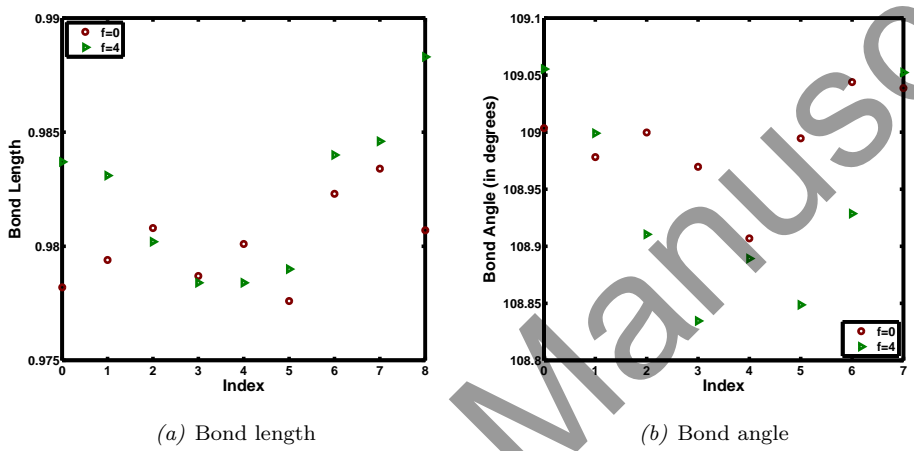 0.99
0.985
0.98
0.975
Bond Length
f=0
f=4
0 1 2 3 4 5 6 7 8
Index
(a) Bond length
109.1
109.05
109
108.95
108.9
108.85
108.8
Bond Angle (in degrees)
f=0
f=4
0 1 2 3 4 5 6 7
Index
(b) Bond angle
Manusc